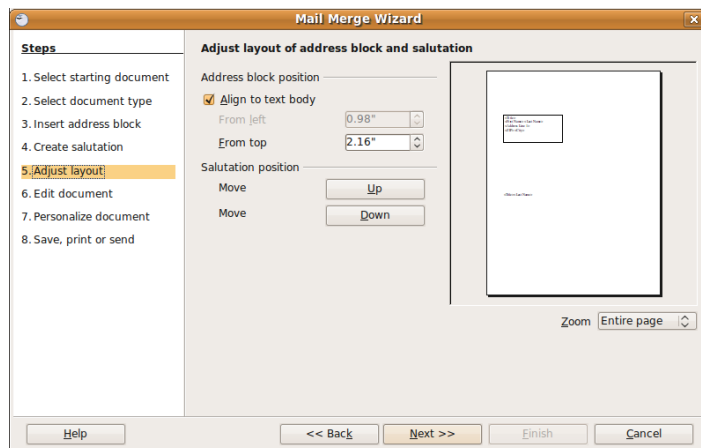 Mail Merge Wizard
Steps
1. Select starting document
2. Select document type
3. Insert address block
4. Create salutation
5. Adjust layout
6. Edit document
7. Personalize document
8. Save, print or send
Adjust layout of address block and salutation
Address block position
Align to text body
From left 0.98"
From top 2.16"
Salutation position
Move Up
Move Down
Zoom Entire page
Help << Back Next >> Finish Cancel